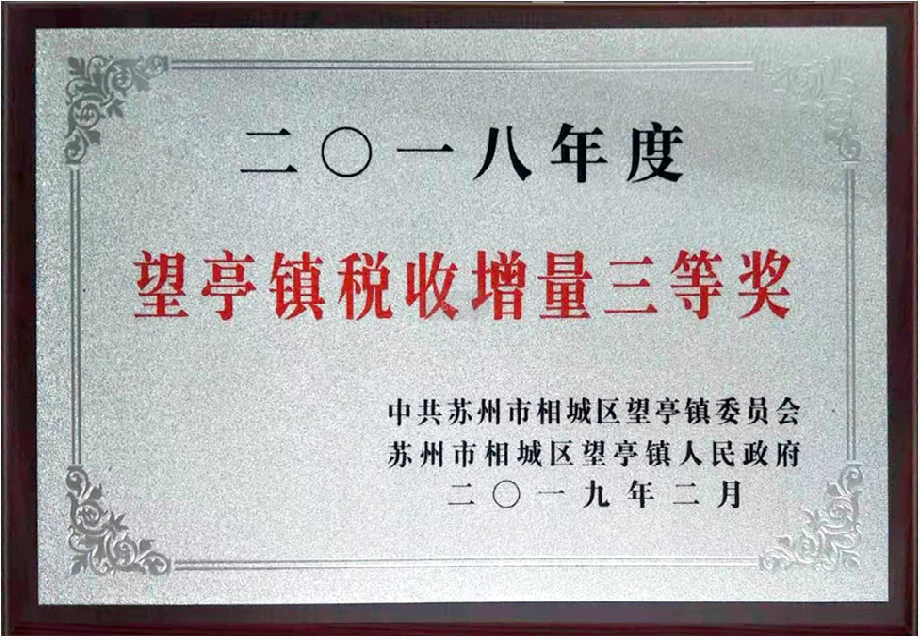 二〇一八年度
望亭镇税收增量三等奖
中共苏州市相城区望亭镇委员会
苏州市相城区望亭镇人民政府
二〇一九年二月